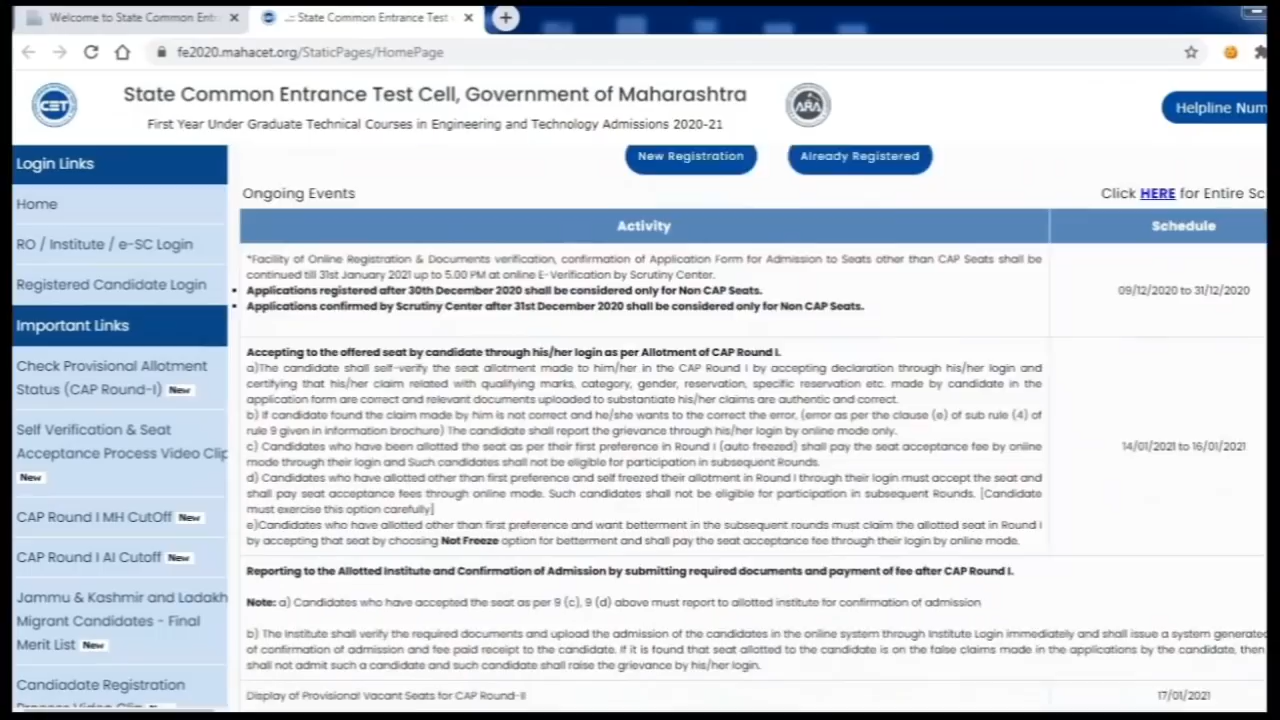 Welcome to State Common Ent
.:: State Common Entrance Test
fe2020.mahacet.org/StaticPages/HomePage
CET
State Common Entrance Test Cell, Government of Maharashtra
First Year Under Graduate Technical Courses in Engineering and Technology Admissions 2020-21
ARA
Helpline Num
Login Links
Home
RO / Institute / e-SC Login
Registered Candidate Login
Important Links
Check Provisional Allotment
Status (CAP Round-I) New
Self Verification & Seat
Acceptance Process Video Clip
New
CAP Round I MH CutOff New
CAP Round I AI Cutoff New
Jammu & Kashmir and Ladakh
Migrant Candidates - Final
Merit List New
Candiadate Registration
Process Video Clip
New Registration
Already Registered
Ongoing Events
Click HERE for Entire Sc
Activity
Schedule
*Facility of Online Registration & Documents verification, confirmation of Application Form for Admission to Seats other than CAP Seats shall be
continued till 31st January 2021 up to 5.00 PM at online E-Verification by Scrutiny Center.
Applications registered after 30th December 2020 shall be considered only for Non CAP Seats.
Applications confirmed by Scrutiny Center after 31st December 2020 shall be considered only for Non CAP Seats.
09/12/2020 to 31/12/2020
Accepting to the offered seat by candidate through his/her login as per Allotment of CAP Round I.
a)The candidate shall self-verify the seat allotment made to him/her in the CAP Round I by accepting declaration through his/her login and
certifying that his/her claim related with qualifying marks, category, gender, reservation, specific reservation etc. made by candidate in the
application form are correct and relevant documents uploaded to substantiate his/her claims are authentic and correct.
b) If candidate found the claim made by him is not correct and he/she wants to the correct the error, (error as per the clause (e) of sub rule (4) of
rule 9 given in information brochure) The candidate shall report the grievance through his/her login by online mode only.
c) Candidates who have been allotted the seat as per their first preference in Round I (auto freezed) shall pay the seat acceptance fee by online
mode through their login and Such candidates shall not be eligible for participation in subsequent Rounds.
d) Candidates who have allotted other than first preference and self freezed their allotment in Round I through their login must accept the seat and
shall pay seat acceptance fees through online mode. Such candidates shall not be eligible for participation in subsequent Rounds. [Candidate
must exercise this option carefully]
e)Candidates who have allotted other than first preference and want betterment in the subsequent rounds must claim the allotted seat in Round I
by accepting that seat by choosing Not Freeze option for betterment and shall pay the seat acceptance fee through their login by online mode.
14/01/2021 to 16/01/2021
Reporting to the Allotted Institute and Confirmation of Admission by submitting required documents and payment of fee after CAP Round I.
Note: a) Candidates who have accepted the seat as per 9 (c), 9 (d) above must report to allotted institute for confirmation of admission
b) The Institute shall verify the required documents and upload the admission of the candidates in the online system through Institute Login immediately and shall issue a system generated
of confirmation of admission and fee paid receipt to the candidate. If it is found that seat allotted to the candidate is on the false claims made in the applications by the candidate, then
shall not admit such a candidate and such candidate shall raise the grievance by his/her login.
Display of Provisional Vacant Seats for CAP Round-II
17/01/2021